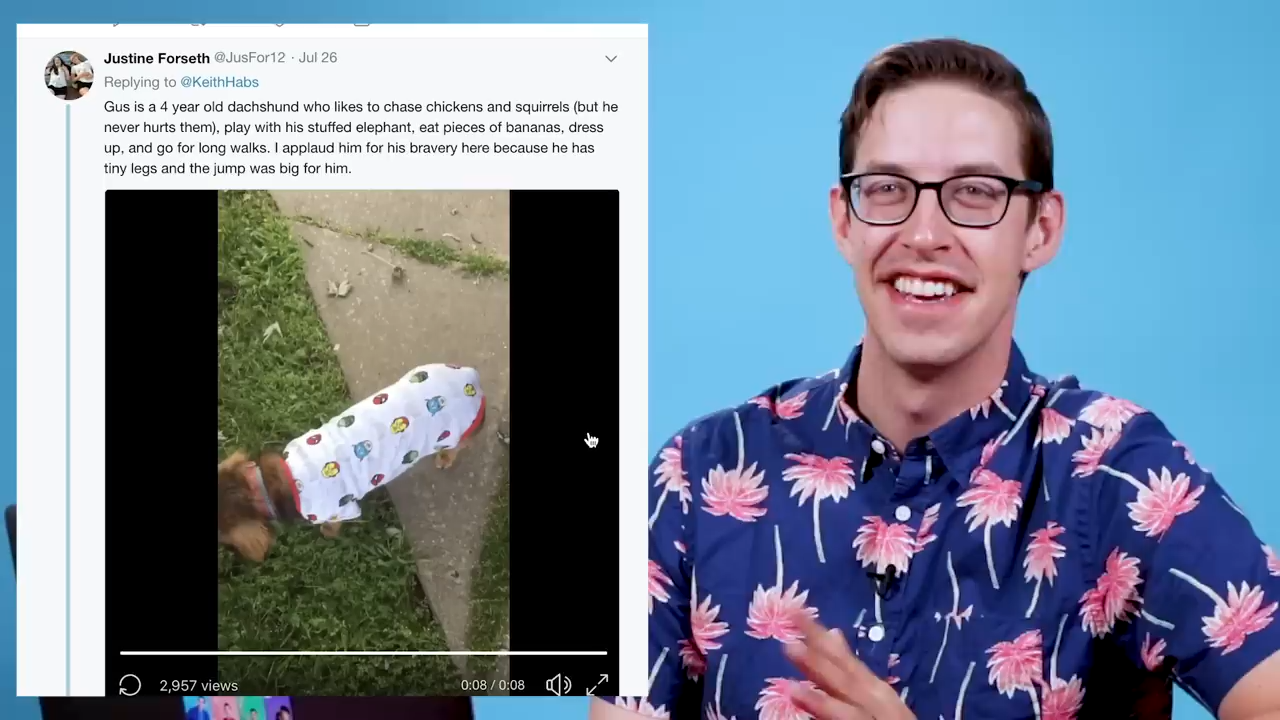 Justine Forseth @JusFor12 · Jul 26
Replying to @KeithHabs
Gus is a 4 year old dachshund who likes to chase chickens and squirrels (but he
never hurts them), play with his stuffed elephant, eat pieces of bananas, dress
up, and go for long walks. I applaud him for his bravery here because he has
tiny legs and the jump was big for him.
2,957 views
0:08 / 0:08